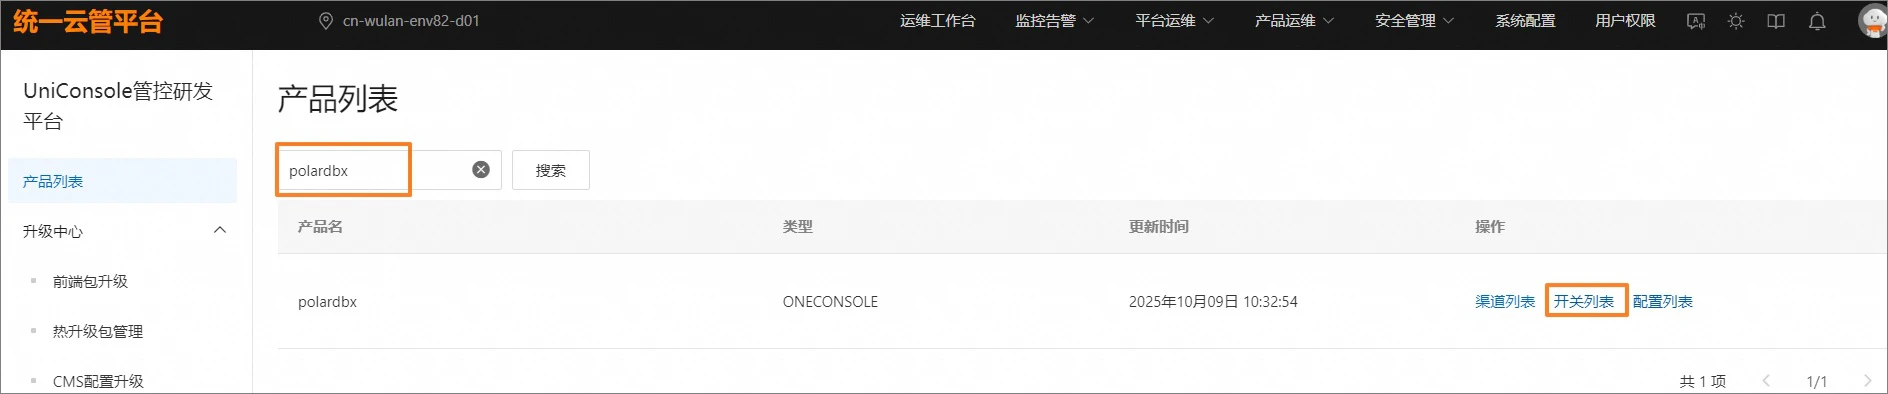 统一云管平台 cn-wulan-env82-d01 运维工作台 监控告警 平台运维 产品运维 安全管理 系统配置 用户权限
UniConsole管控研发
平台
产品列表
升级中心
前端包升级
热升级包管理
CMS配置升级
产品列表
polardbx 搜索
产品名 类型 更新时间 操作
polardbx ONECONSOLE 2025年10月09日 10:32:54 渠道列表 开关列表 配置列表
共 1 项 1/1